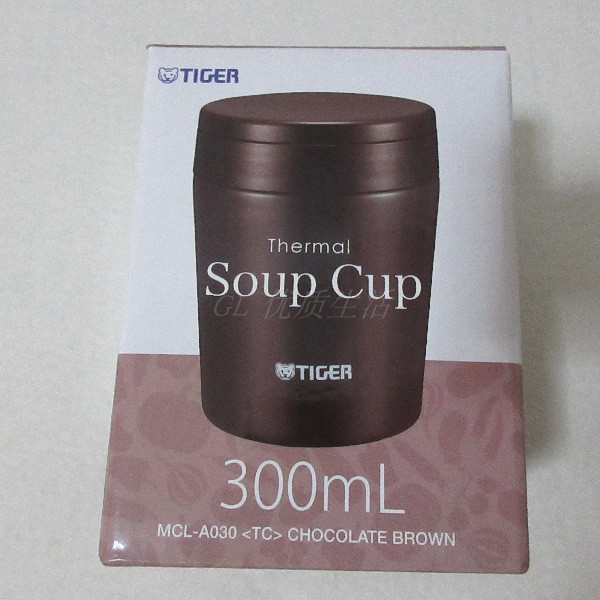 TIGER
Thermal
Soup Cup
GL 优质生活
TIGER
300mL
MCL-A030 <TC> CHOCOLATE BROWN